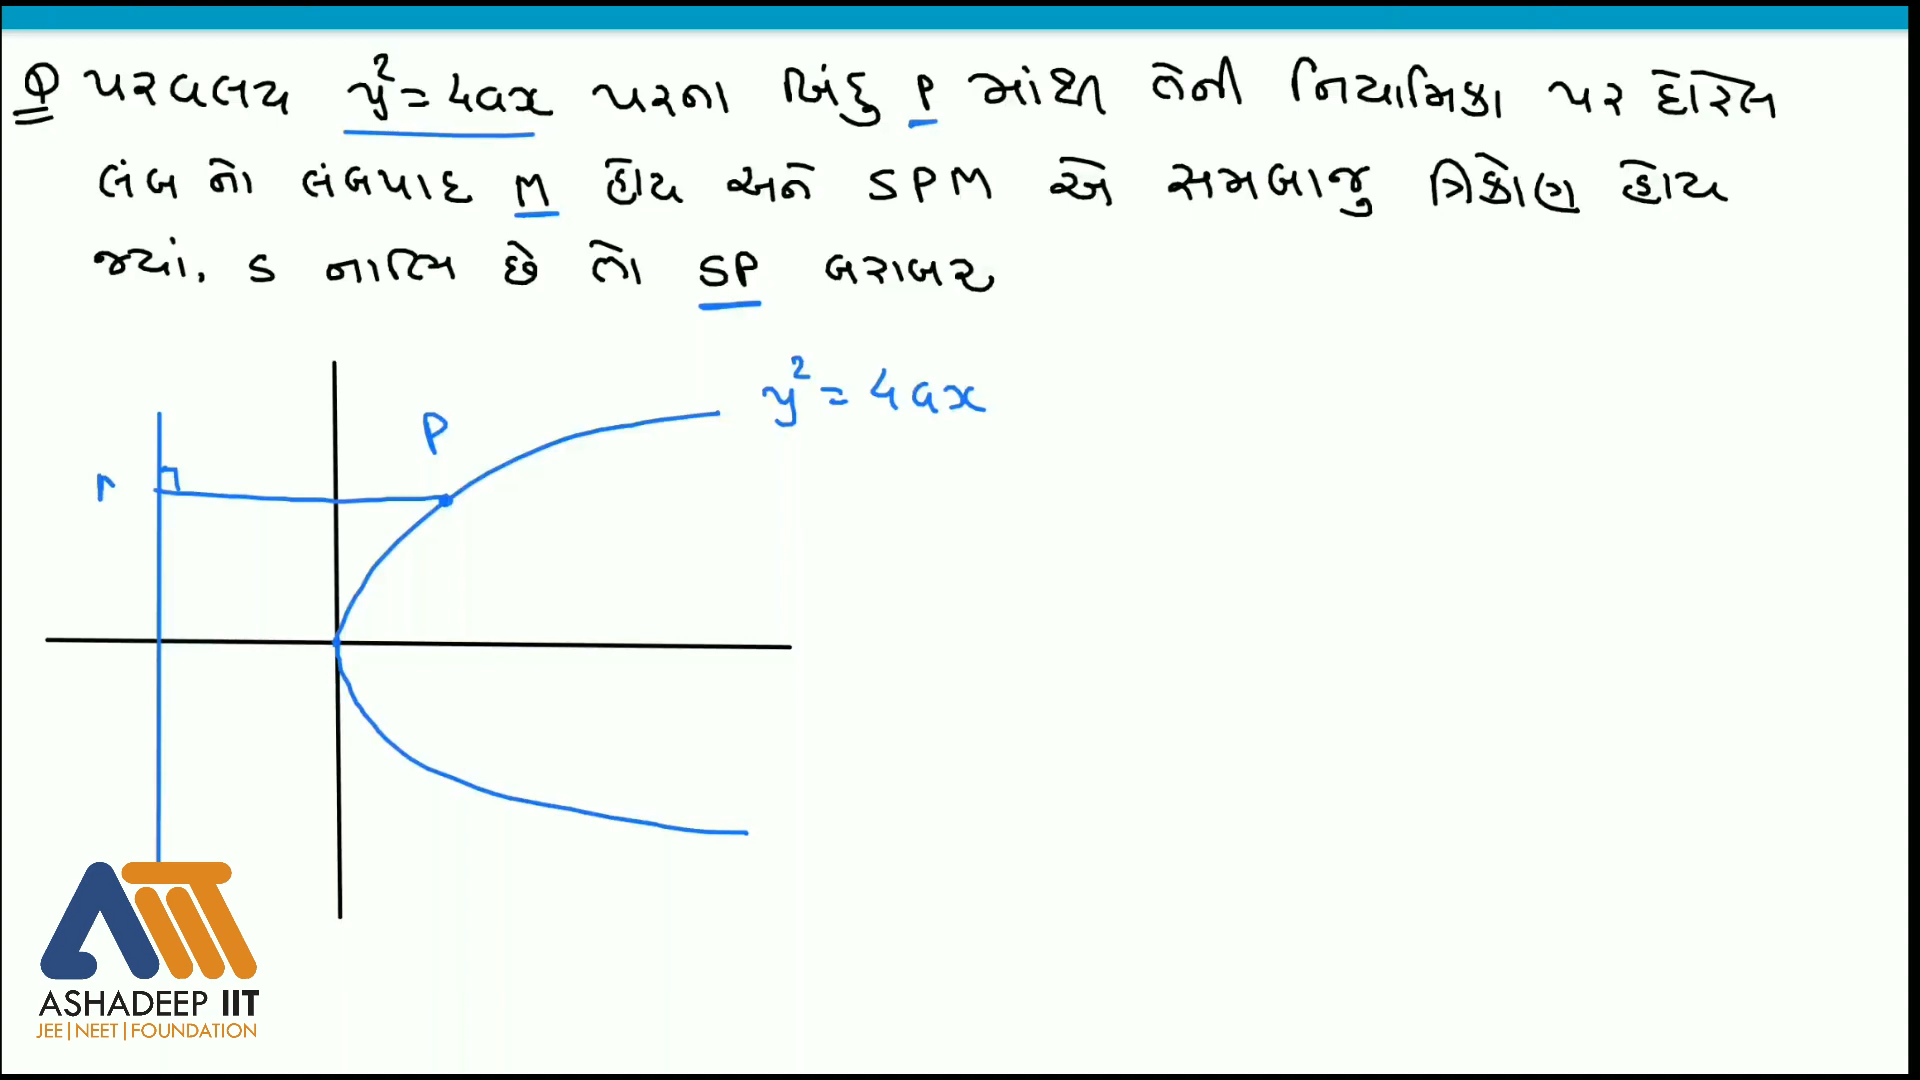 Q પરવલય y² = 4ax પરના બિંદુ P માંથી તેની નિયામિકા પર દોરેલ
લંબ નો લંબપાદ M હોય અને SPM એ સમબાજુ ત્રિકોણ હોય
જ્યાં, S નાભિ છે તો SP બરાબર
y² = 4ax
P
ASHADEEP IIT
JEE|NEET|FOUNDATION